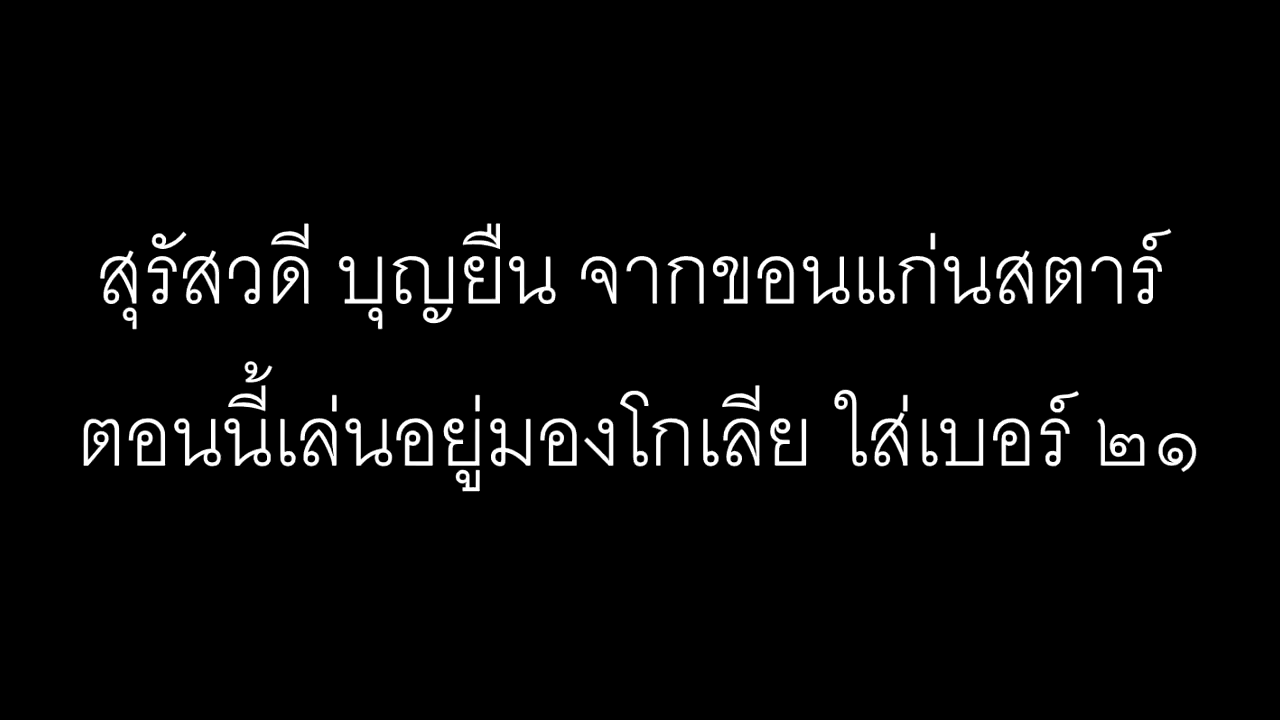 สุรัสวดี บุญยืน จากขอนแก่นสตาร์
ตอนนี้เล่นอยู่มองโกเลีย ใส่เบอร์ ๒๑